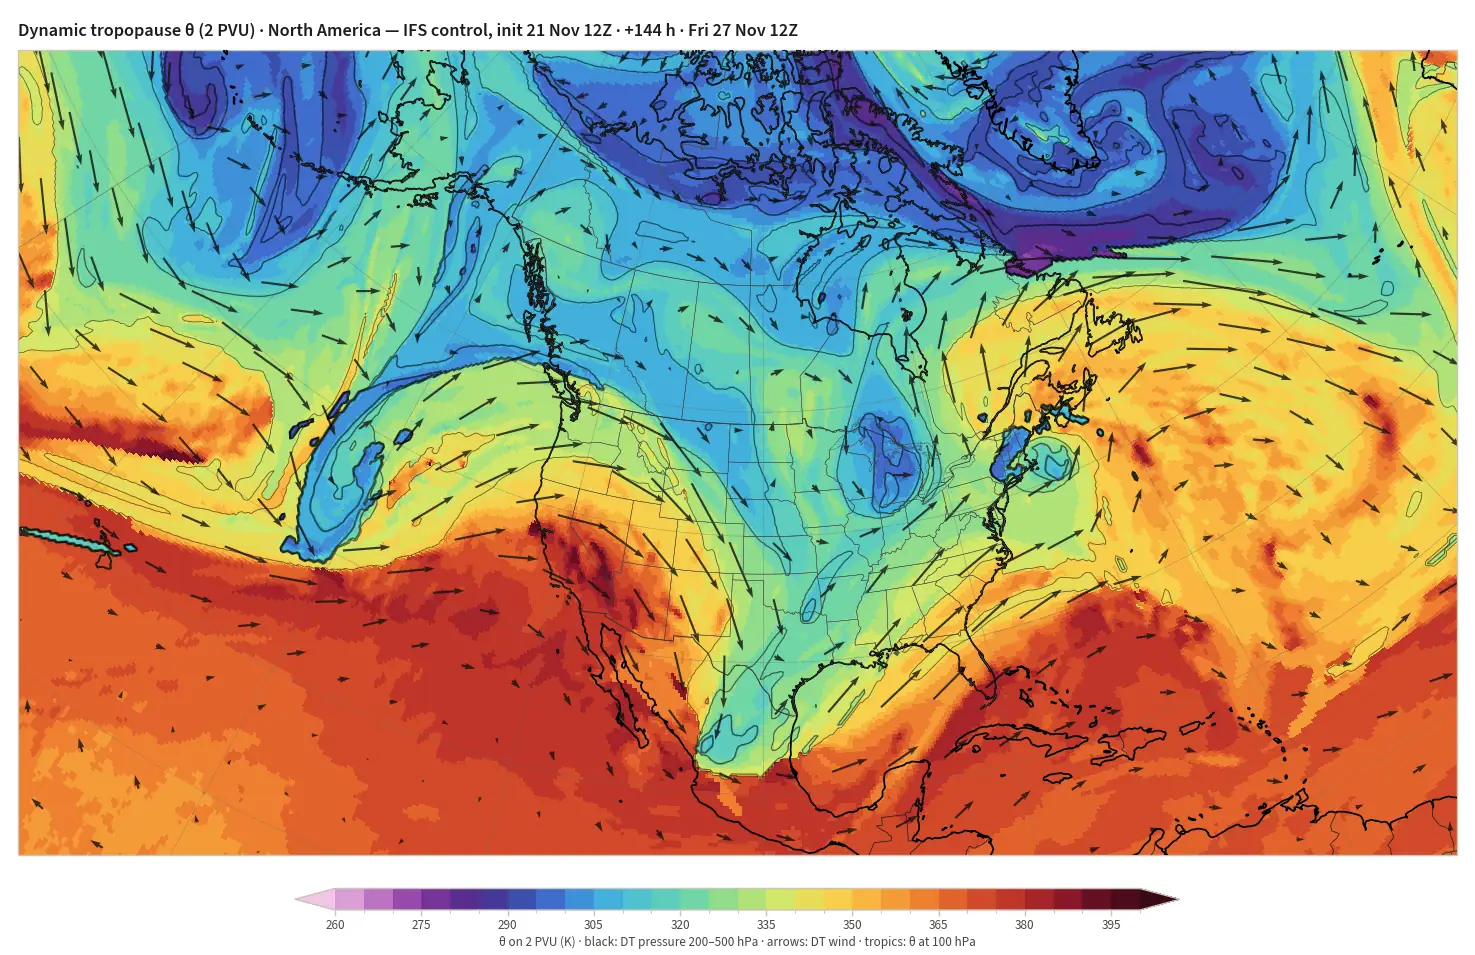 Dynamic tropopause θ (2 PVU) · North America — IFS control, init 21 Nov 12Z · +144 h · Fri 27 Nov 12Z
260 275 290 305 320 335 350 365 380 395
θ on 2 PVU (K) · black: DT pressure 200–500 hPa · arrows: DT wind · tropics: θ at 100 hPa